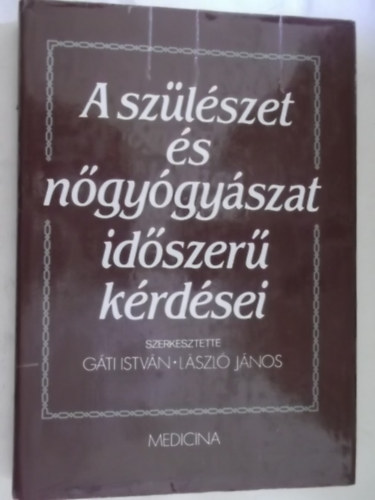 A szülészet
és
nőgyógyászat
időszerű
kérdései
SZERKESZTETTE
GÁTI ISTVÁN • LÁSZLÓ JÁNOS
MEDICINA